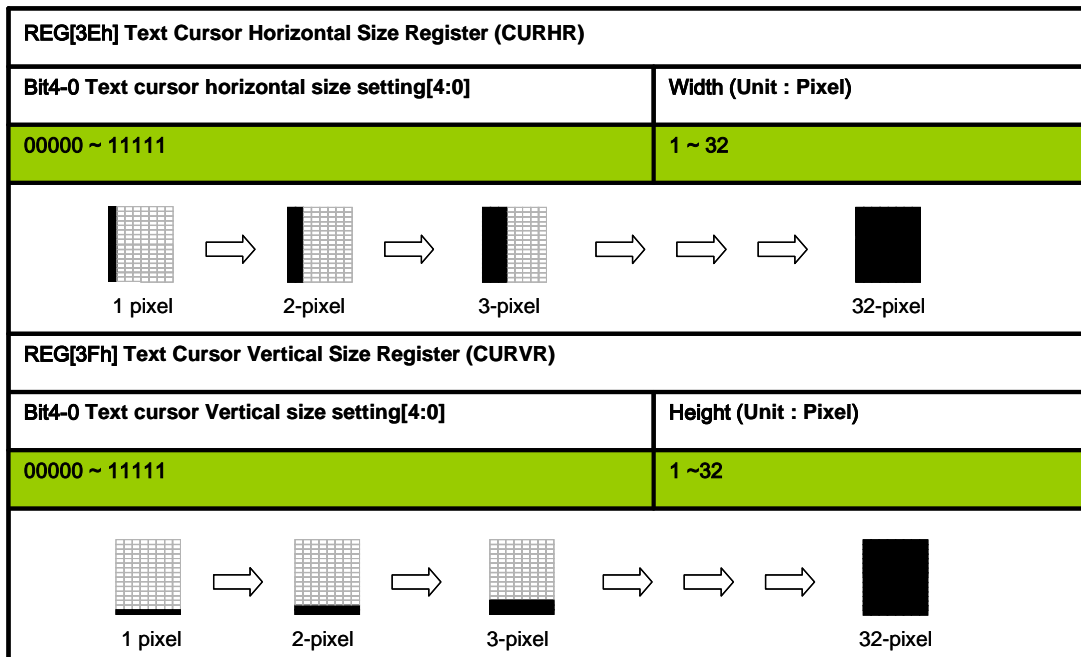 REG[3Eh] Text Cursor Horizontal Size Register (CURHR)
Bit4-0 Text cursor horizontal size setting[4:0] Width (Unit : Pixel)
00000 ~ 11111 1 ~ 32
1 pixel 2-pixel 3-pixel 32-pixel
REG[3Fh] Text Cursor Vertical Size Register (CURVR)
Bit4-0 Text cursor Vertical size setting[4:0] Height (Unit : Pixel)
00000 ~ 11111 1 ~32
1 pixel 2-pixel 3-pixel 32-pixel